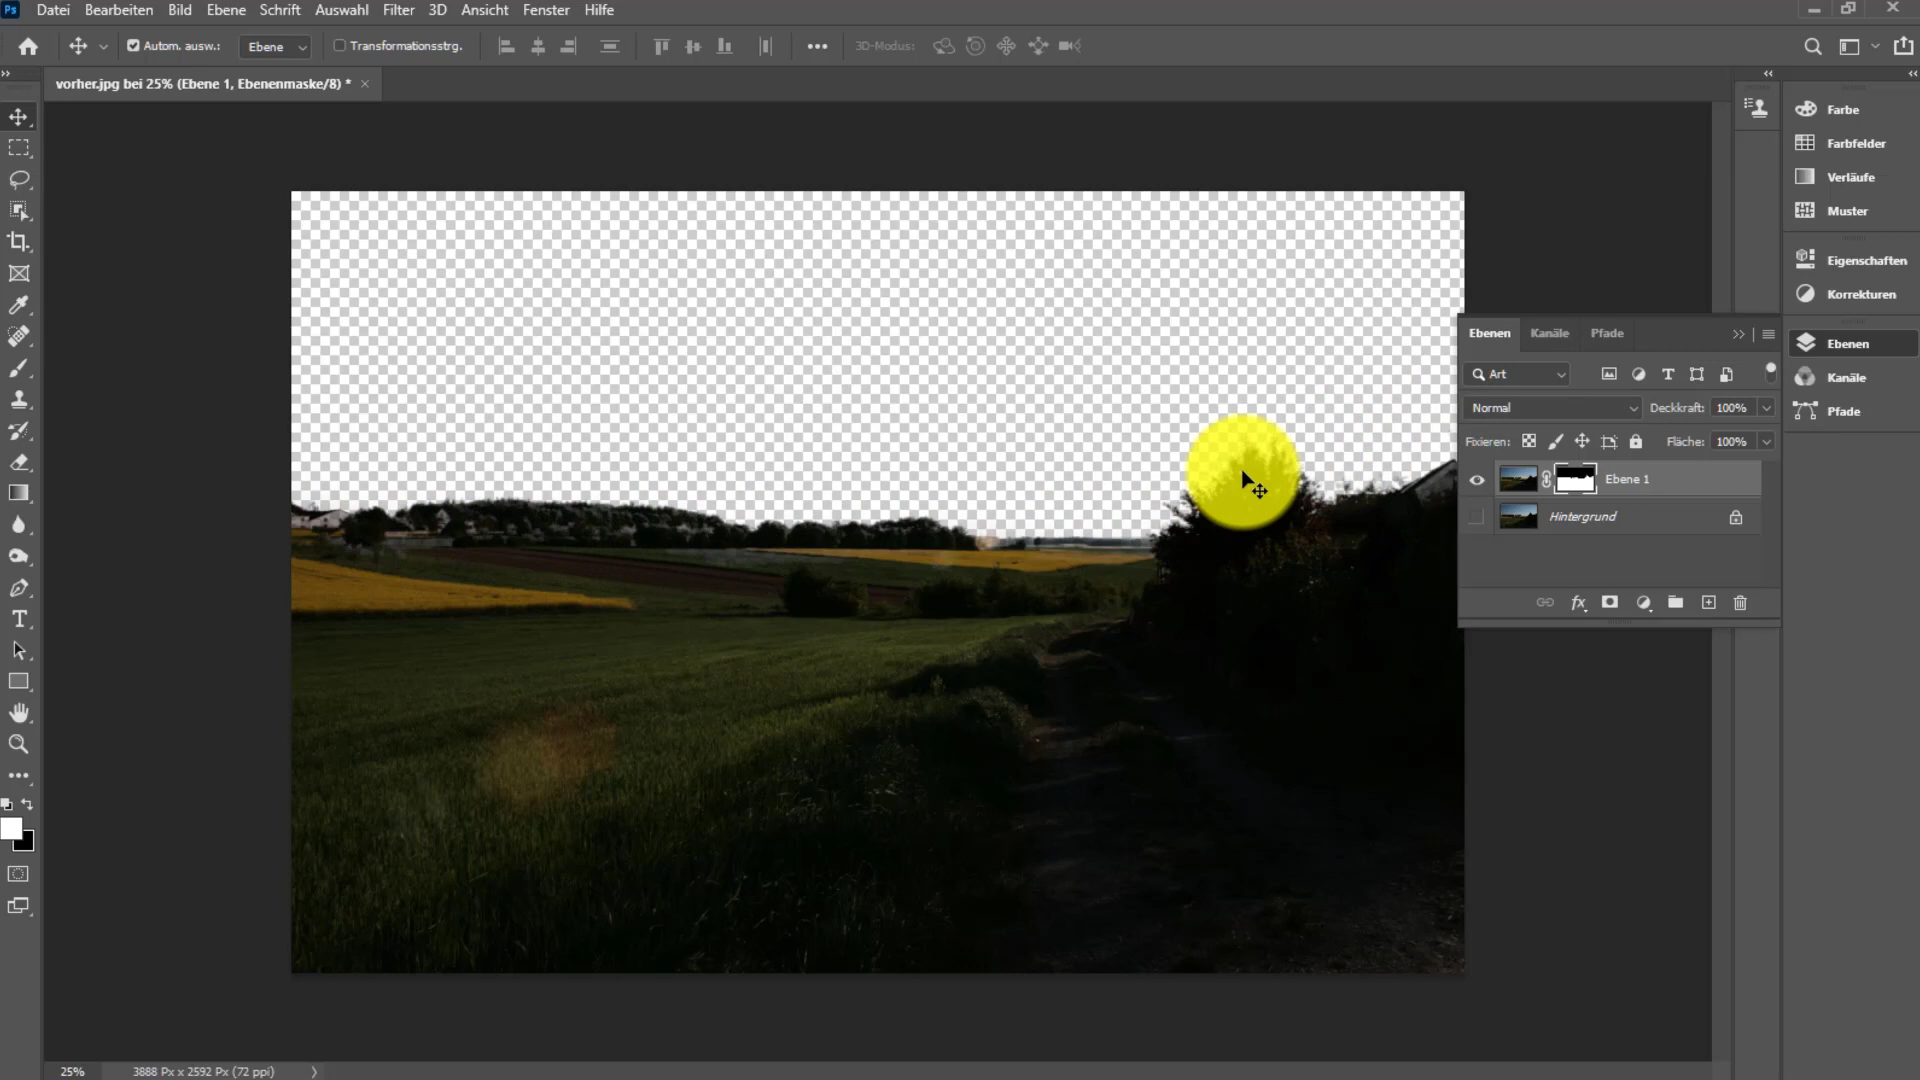 Ps Datei Bearbeiten Bild Ebene Schrift Auswahl Filter 3D Ansicht Fenster Hilfe
Autom. ausw.: Ebene Transformationsstrg. 3D-Modus:
vorher.jpg bei 25% (Ebene 1, Ebenenmaske/8) *
Farbe
Farbfelder
Verläufe
Muster
Eigenschaften
Korrekturen
Ebenen
Kanäle
Pfade
Ebenen Kanäle Pfade
Art
Normal Deckkraft: 100%
Fixieren: Fläche: 100%
Ebene 1
Hintergrund
fx
25% 3888 Px x 2592 Px (72 ppi)